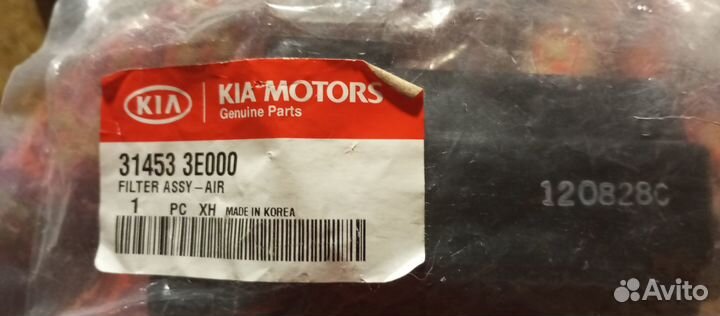 KIA
KIA MOTORS
Genuine Parts
31453 3E000
FILTER ASSY-AIR
1 PC XH MADE IN KOREA
120828C
Avito